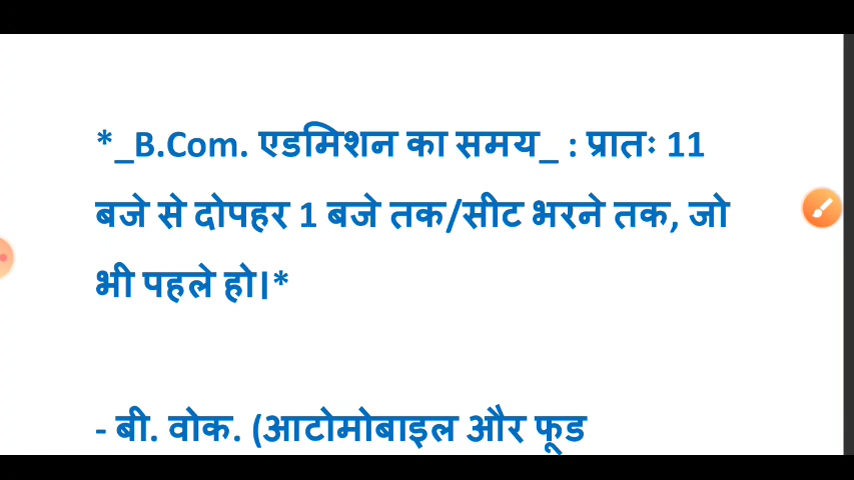 *_B.Com. एडमिशन का समय_ : प्रातः 11
बजे से दोपहर 1 बजे तक/सीट भरने तक, जो
भी पहले हो।*
- बी. वोक. (आटोमोबाइल और फूड